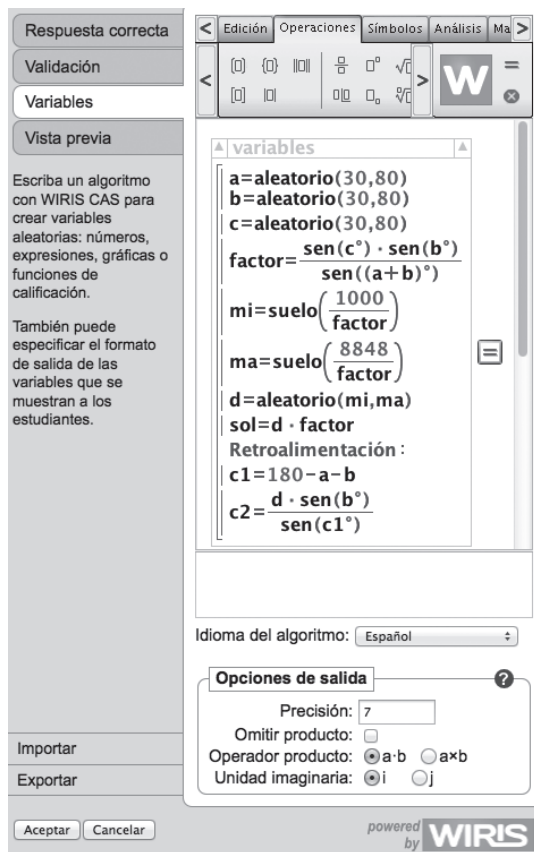 Respuesta correcta
Validación
Variables
Vista previa
Escriba un algoritmo
con WIRIS CAS para
crear variables
aleatorias: números,
expresiones, gráficas o
funciones de
calificación.
También puede
especificar el formato
de salida de las
variables que se
muestran a los
estudiantes.
Importar
Exportar
Aceptar Cancelar
< Edición Operaciones Símbolos Análisis Ma >
W
variables
a=aleatorio(30,80)
b=aleatorio(30,80)
c=aleatorio(30,80)
factor=sen(c°) · sen(b°)/sen((a+b)°)
mi=suelo(1000/factor)
ma=suelo(8848/factor)
d=aleatorio(mi,ma)
sol=d · factor
Retroalimentación:
c1=180-a-b
c2=d · sen(b°)/sen(c1°)
Idioma del algoritmo: Español
Opciones de salida ?
Precisión: 7
Omitir producto:
Operador producto: a·b a×b
Unidad imaginaria: i j
powered
by WIRIS